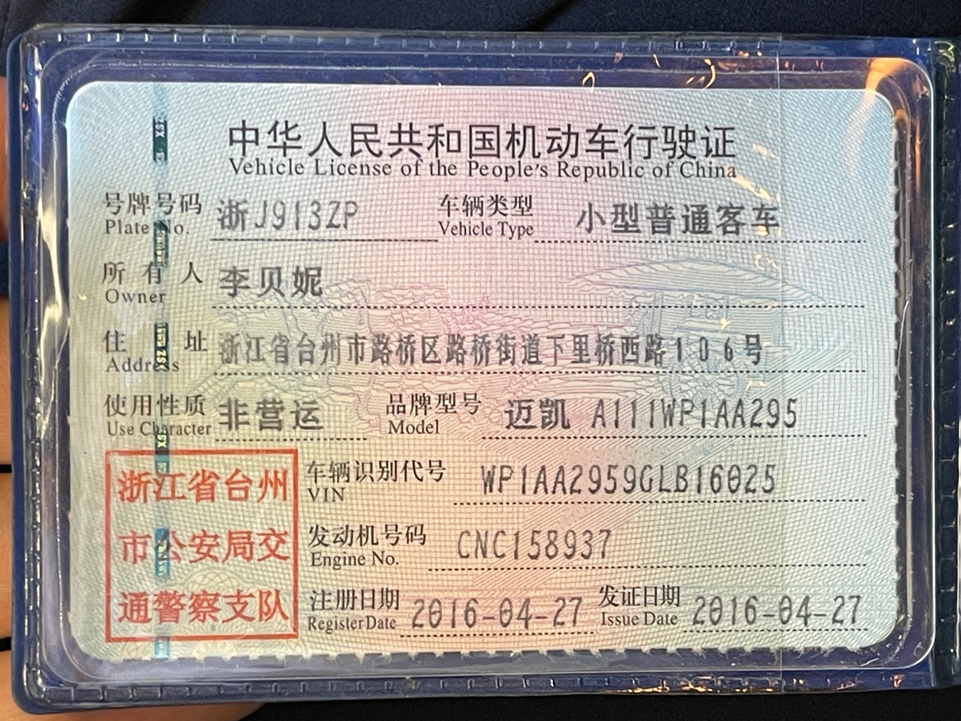 中华人民共和国机动车行驶证
Vehicle License of the People's Republic of China
号牌号码 浙J913ZP 车辆类型 小型普通客车
Plate No. Vehicle Type
所有人 李贝妮
Owner
住址 浙江省台州市路桥区路桥街道下里桥西路106号
Address
使用性质 非营运 品牌型号 迈凯 A111WP1AA295
Use Character Model
浙江省台州 车辆识别代号 WP1AA2959GLB16025
VIN
市公安局交 发动机号码 CNC158937
Engine No.
通警察支队 注册日期 2016-04-27 发证日期 2016-04-27
Register Date Issue Date